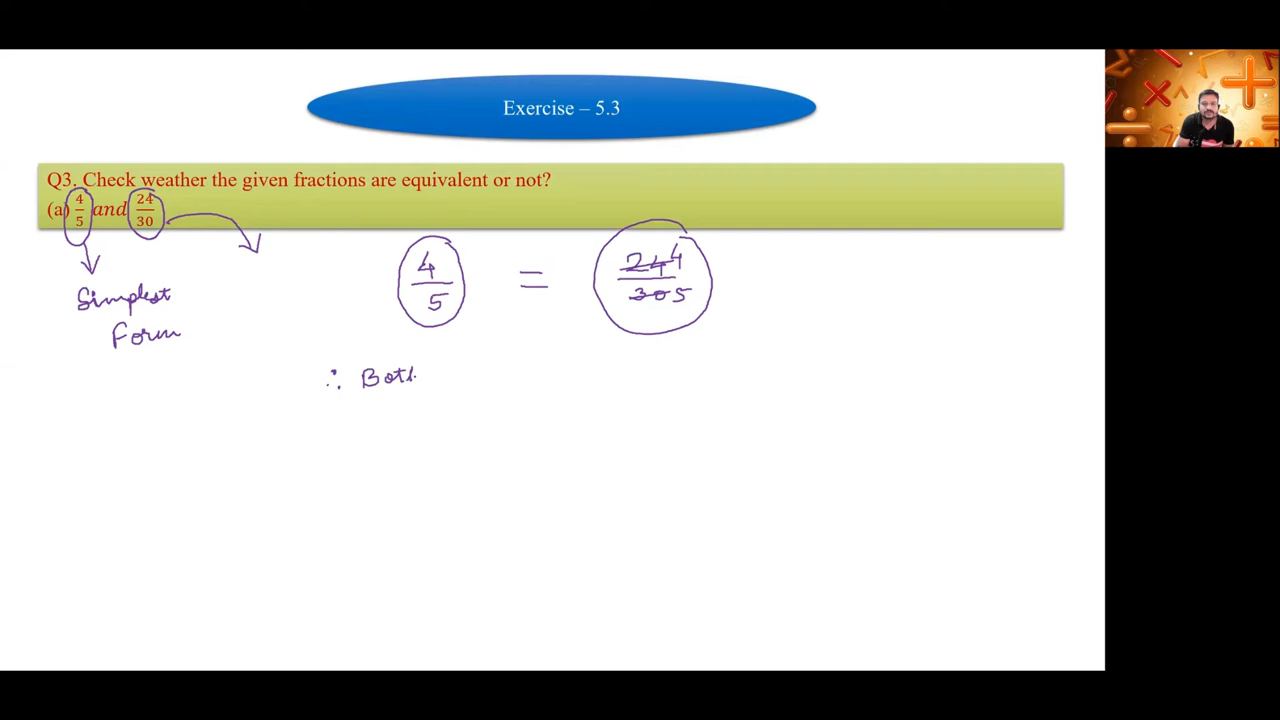 Exercise – 5.3
Q3. Check weather the given fractions are equivalent or not?
(a) 4/5 and 24/30
Simplest
Form
4/5 = 24/30 4/5
∴ Both